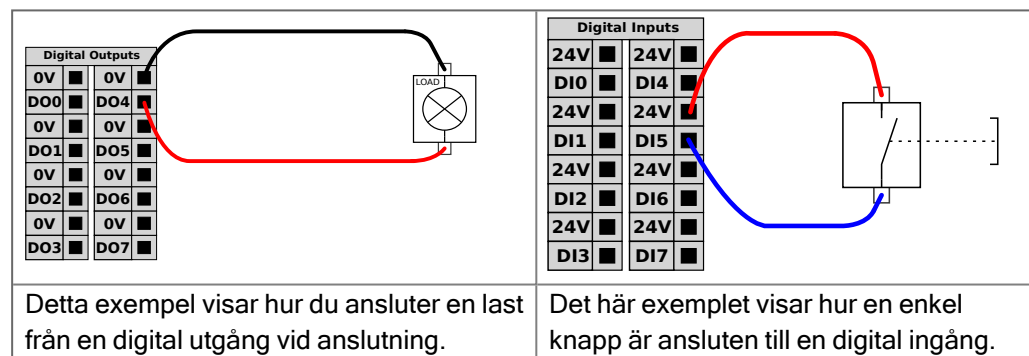 Digital Outputs
0V 0V
DO0 DO4
0V 0V
DO1 DO5
0V 0V
DO2 DO6
0V 0V
DO3 DO7
LOAD
Detta exempel visar hur du ansluter en last
från en digital utgång vid anslutning.
Digital Inputs
24V 24V
DI0 DI4
24V 24V
DI1 DI5
24V 24V
DI2 DI6
24V 24V
DI3 DI7
Det här exemplet visar hur en enkel
knapp är ansluten till en digital ingång.